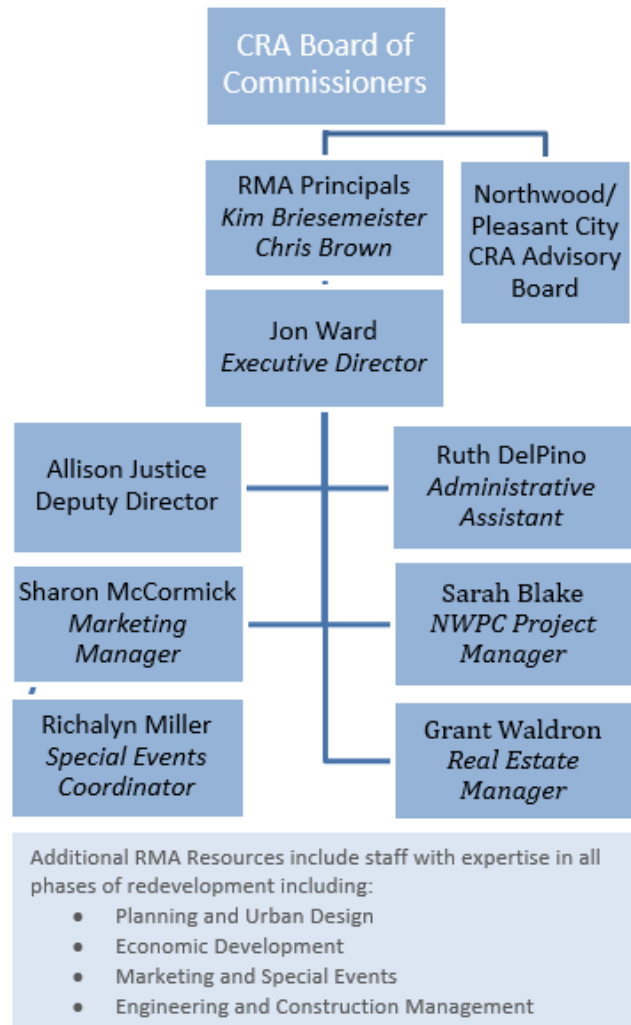 CRA Board of
Commissioners
RMA Principals
Kim Briesemeister
Chris Brown
Northwood/
Pleasant City
CRA Advisory
Board
Jon Ward
Executive Director
Allison Justice
Deputy Director
Ruth DelPino
Administrative
Assistant
Sharon McCormick
Marketing
Manager
Sarah Blake
NWPC Project
Manager
Richalyn Miller
Special Events
Coordinator
Grant Waldron
Real Estate
Manager
Additional RMA Resources include staff with expertise in all
phases of redevelopment including:
● Planning and Urban Design
● Economic Development
● Marketing and Special Events
● Engineering and Construction Management